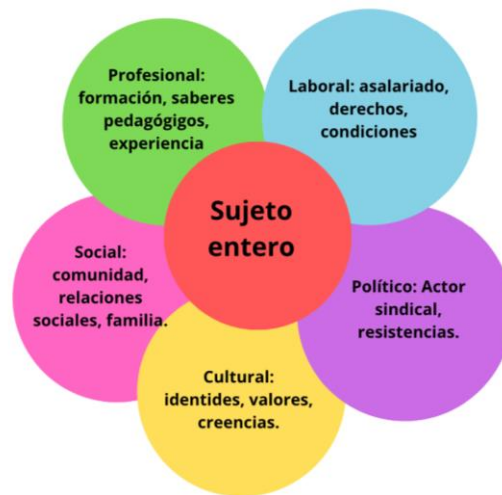 Profesional:
formación, saberes
pedagógigos,
experiencia
Laboral: asalariado,
derechos,
condiciones
Sujeto
entero
Social:
comunidad,
relaciones
sociales, familia.
Político: Actor
sindical,
resistencias.
Cultural:
identides, valores,
creencias.